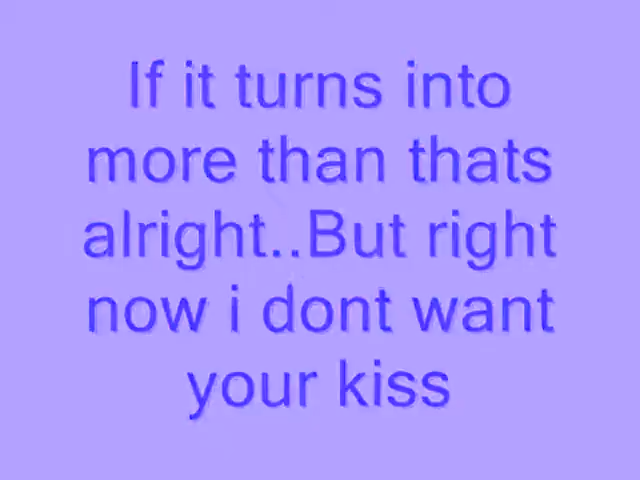 If it turns into
more than thats
alright..But right
now i dont want
your kiss